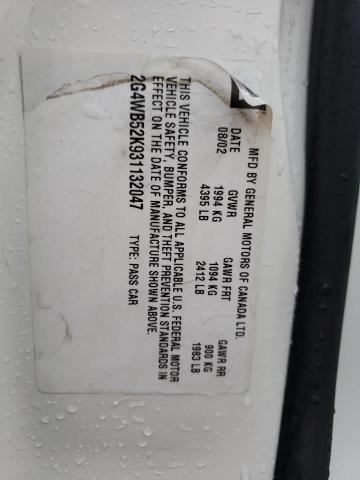 MFD BY GENERAL MOTORS OF CANADA LTD.
DATE GVWR GAWR FRT GAWR RR
08/02 1994 KG 1094 KG 900 KG
4395 LB 2412 LB 1983 LB
THIS VEHICLE CONFORMS TO ALL APPLICABLE U.S. FEDERAL MOTOR
VEHICLE SAFETY, BUMPER, AND THEFT PREVENTION STANDARDS IN
EFFECT ON THE DATE OF MANUFACTURE SHOWN ABOVE.
2G4WB52K931132047 TYPE: PASS CAR